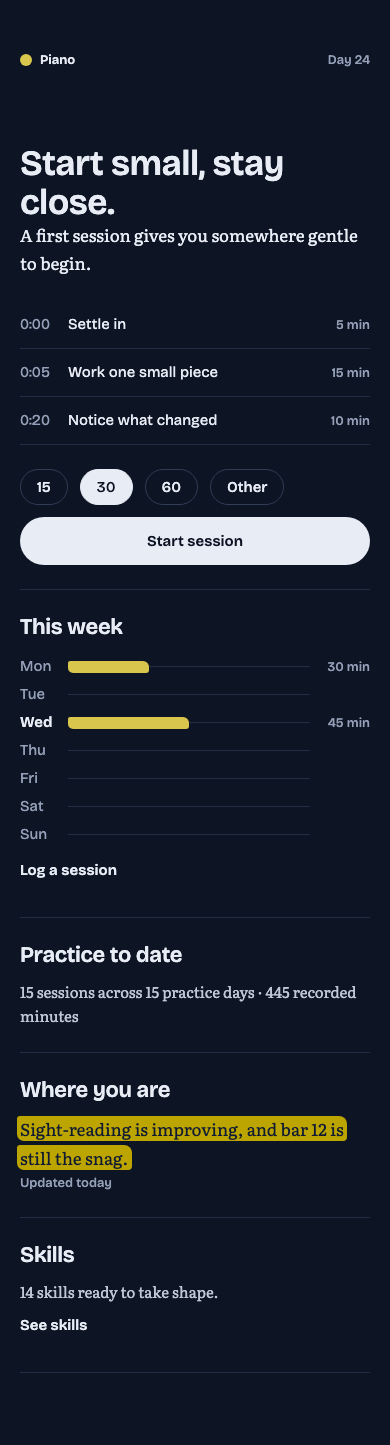 Piano
Day 24
Start small, stay
close.
A first session gives you somewhere gentle
to begin.
0:00 Settle in 5 min
0:05 Work one small piece 15 min
0:20 Notice what changed 10 min
15 30 60 Other
Start session
This week
Mon 30 min
Tue
Wed 45 min
Thu
Fri
Sat
Sun
Log a session
Practice to date
15 sessions across 15 practice days · 445 recorded
minutes
Where you are
Sight-reading is improving, and bar 12 is
still the snag.
Updated today
Skills
14 skills ready to take shape.
See skills